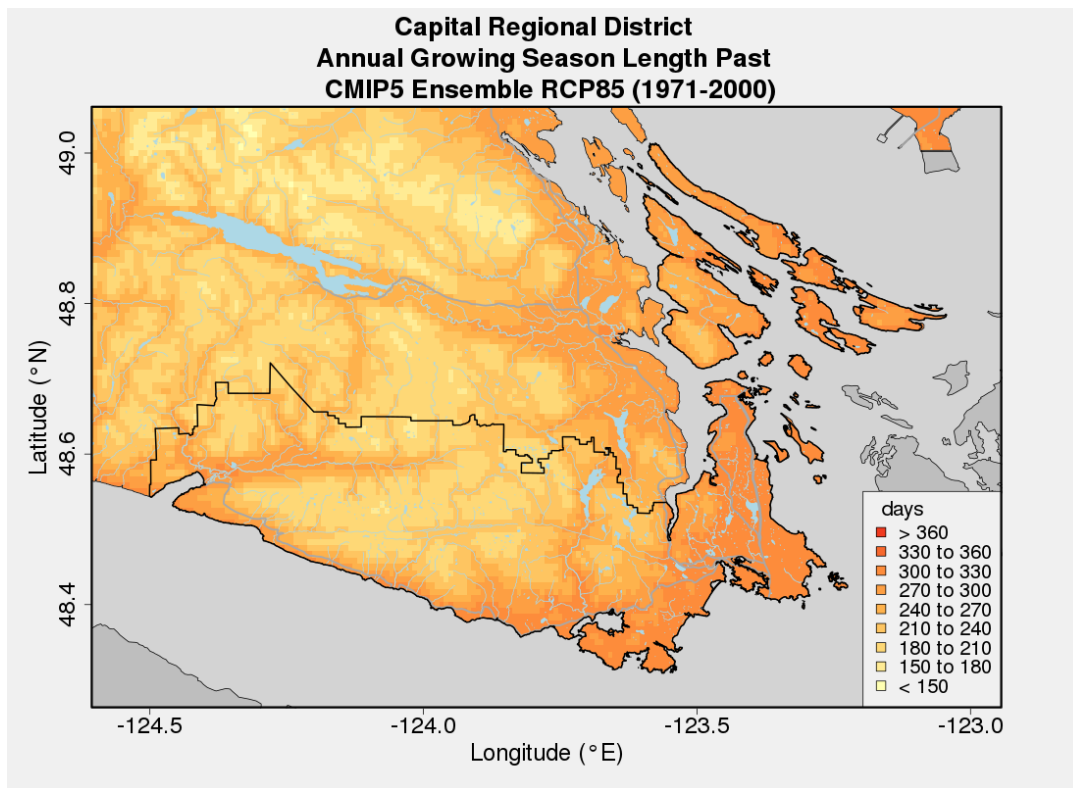 Capital Regional District
Annual Growing Season Length Past
CMIP5 Ensemble RCP85 (1971-2000)
Latitude (°N)
49.0
48.8
48.6
48.4
days
> 360
330 to 360
300 to 330
270 to 300
240 to 270
210 to 240
180 to 210
150 to 180
< 150
-124.5
-124.0
-123.5
-123.0
Longitude (°E)